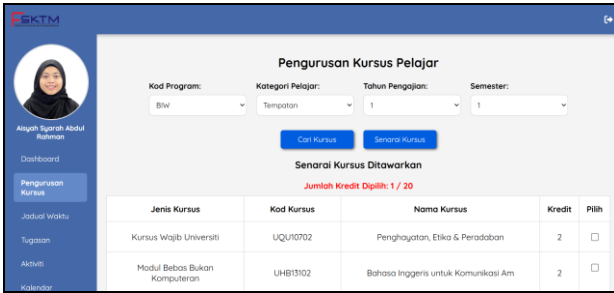 ESKTM
Pengurusan Kursus Pelajar
Kod Program: Kategori Pelajar: Tahun Pengajian: Semester:
BIW Tempatan 1 1
Cari Kursus Senarai Kursus
Senarai Kursus Ditawarkan
Jumlah Kredit Dipilih: 1 / 20
Aisyah Syarah Abdul
Rahman
Dashboard
Pengurusan
Kursus
Jadual Waktu
Tugasan
Aktiviti
Kalendar
Jenis Kursus Kod Kursus Nama Kursus Kredit Pilih
Kursus Wajib Universiti UQU10702 Penghayatan, Etika & Peradaban 2
Modul Bebas Bukan
Komputeran UHB13102 Bahasa Inggeris untuk Komunikasi Am 2